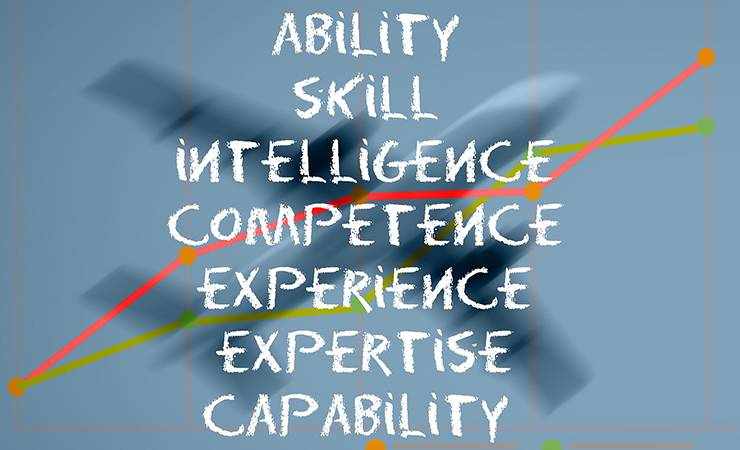 ABiLiTY
SKiLL
iNTELLiGENCE
COMPETENCE
EXPERiENCE
EXPERTiSE
CAPABiLiTY